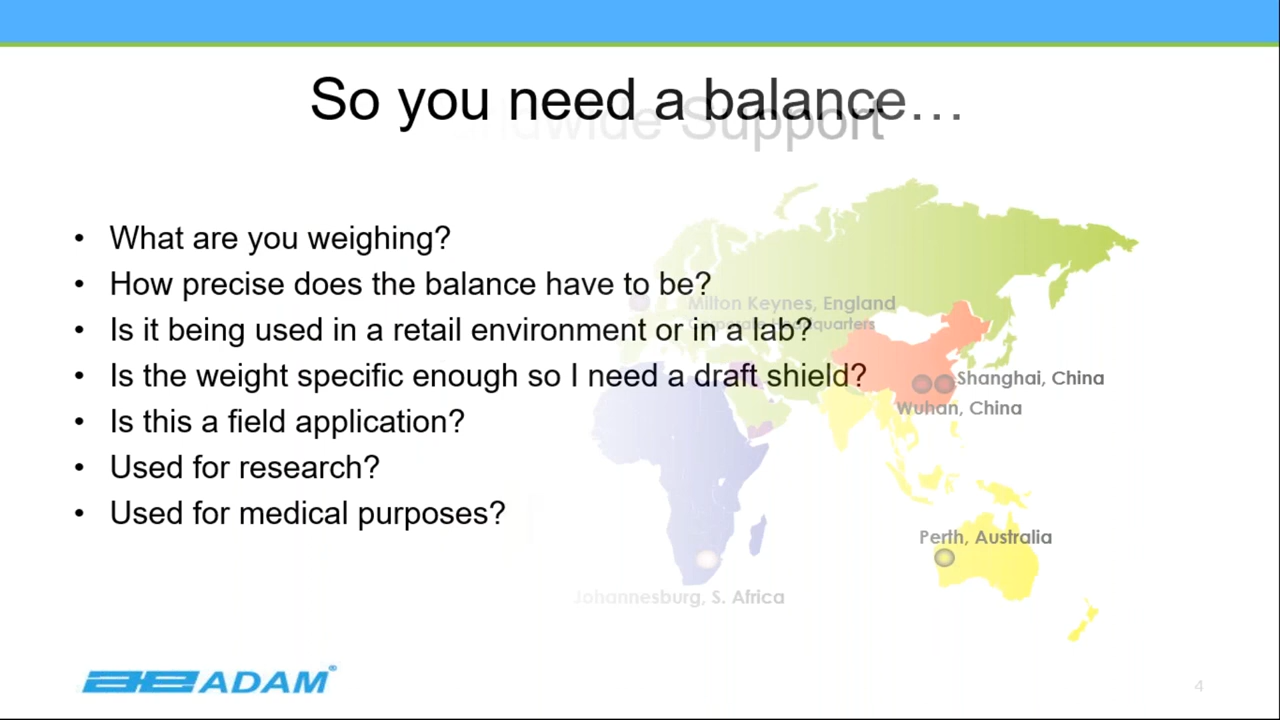 So you need a balance…
wide Support
• What are you weighing?
• How precise does the balance have to be?
• Is it being used in a retail environment or in a lab?
• Is the weight specific enough so I need a draft shield?
• Is this a field application?
• Used for research?
• Used for medical purposes?
Milton Keynes, England
Shanghai, China
Wuhan, China
Perth, Australia
Johannesburg, S. Africa
ADAM®
4